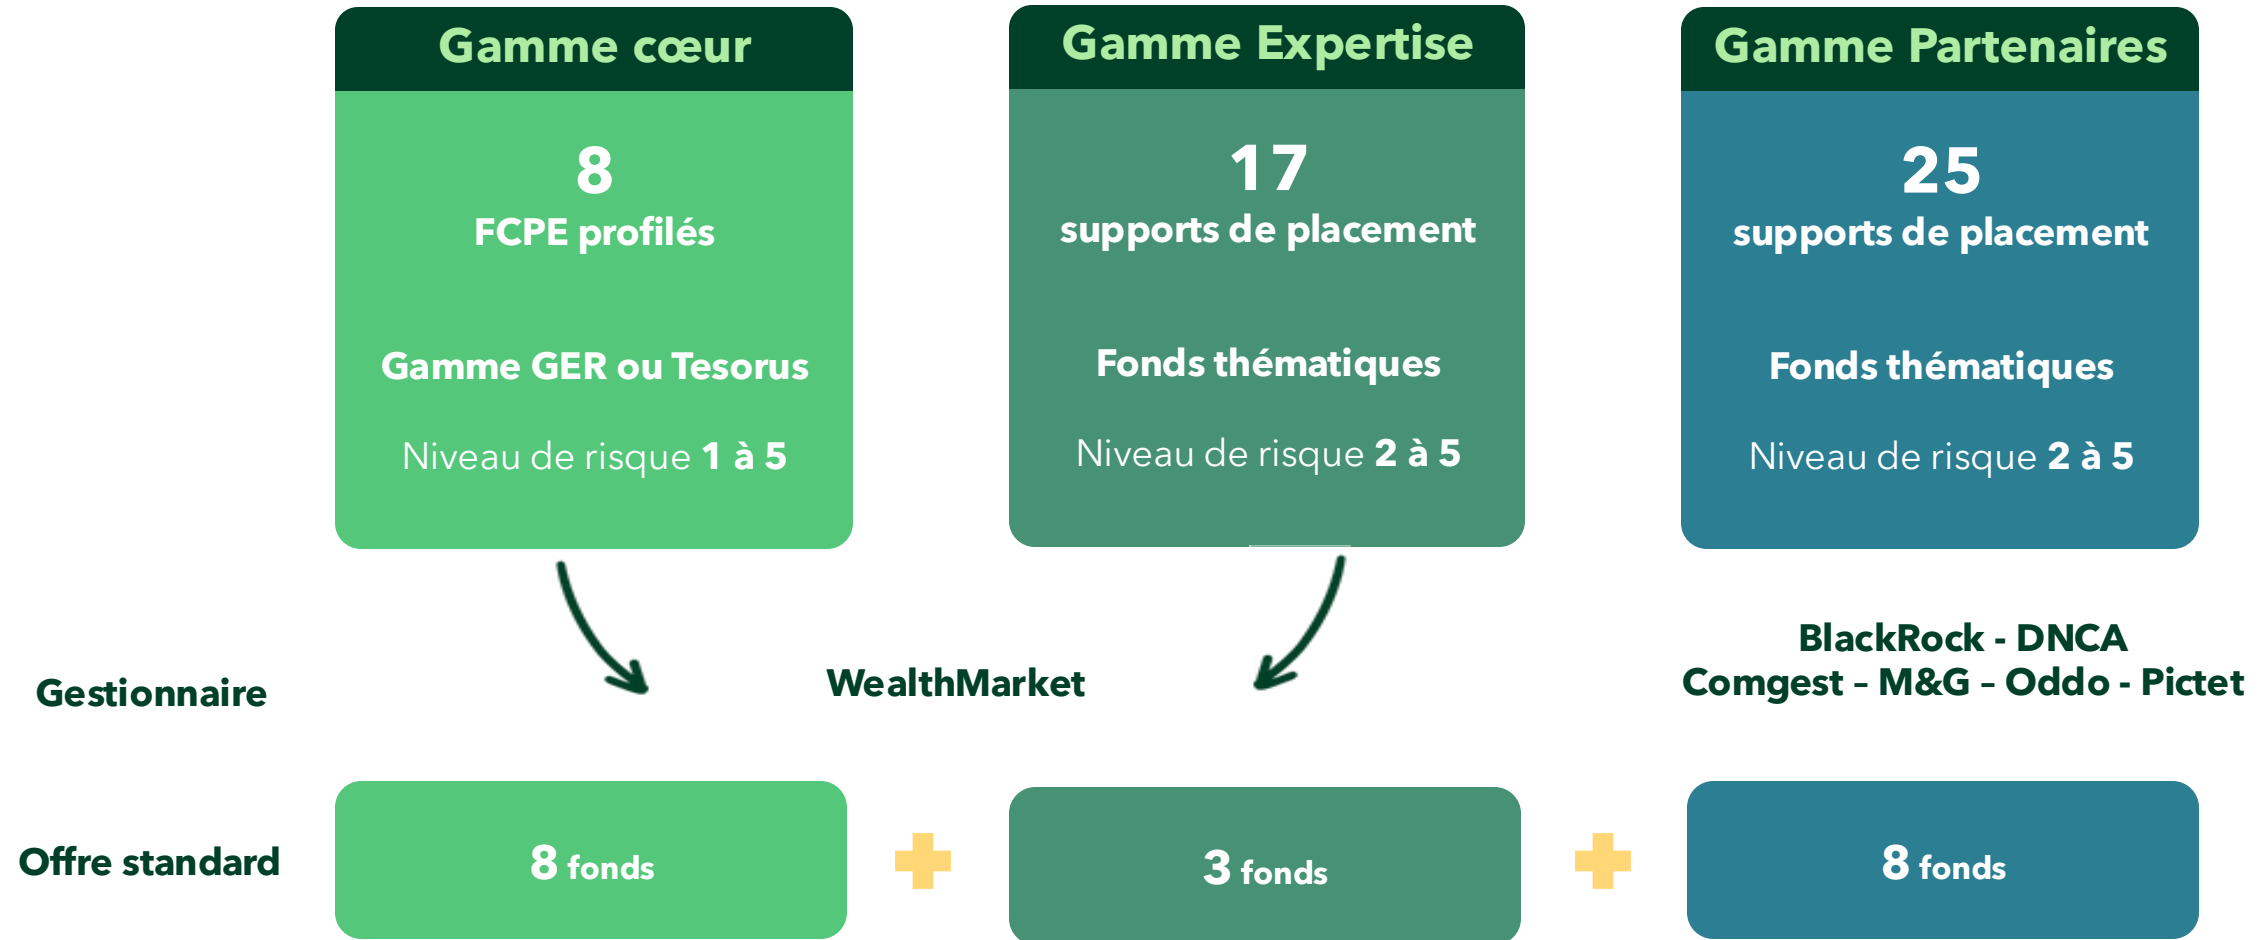 Gamme cœur
8
FCPE profilés
Gamme GER ou Tesorus
Niveau de risque 1 à 5
Gamme Expertise
17
supports de placement
Fonds thématiques
Niveau de risque 2 à 5
Gamme Partenaires
25
supports de placement
Fonds thématiques
Niveau de risque 2 à 5
Gestionnaire
WealthMarket
BlackRock - DNCA
Comgest – M&G – Oddo - Pictet
Offre standard
8 fonds
3 fonds
8 fonds